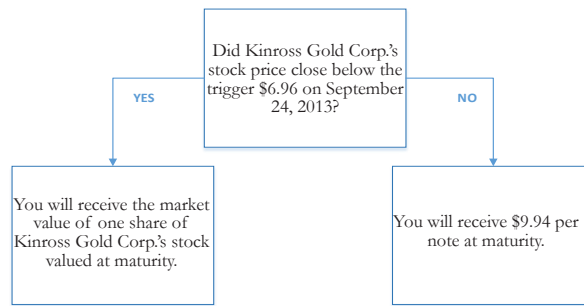 Did Kinross Gold Corp.'s
stock price close below the
trigger $6.96 on September
24, 2013?
YES
NO
You will receive the market
value of one share of
Kinross Gold Corp.'s stock
valued at maturity.
You will receive $9.94 per
note at maturity.